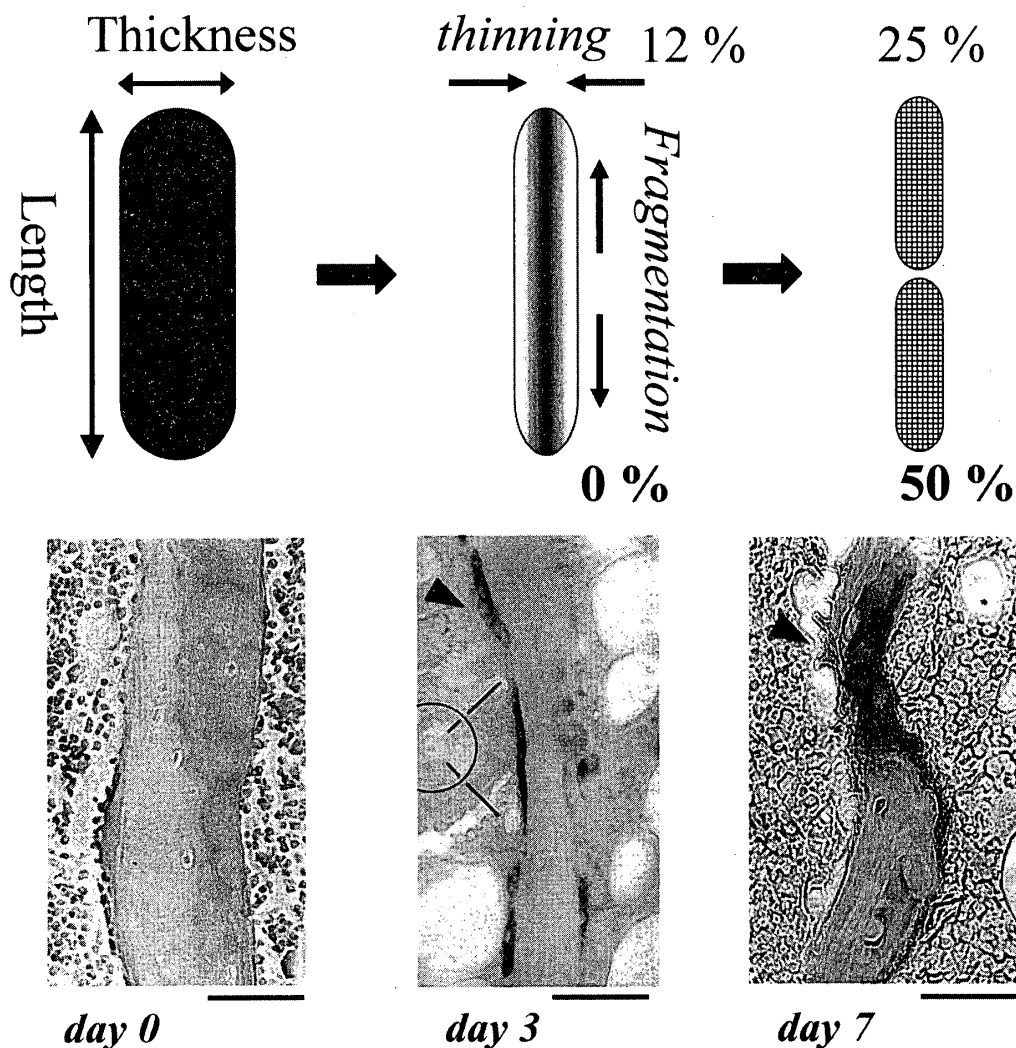 Thickness
thinning
12 %
25 %
Length
Fragmentation
0 %
50 %
day 0
day 3
day 7